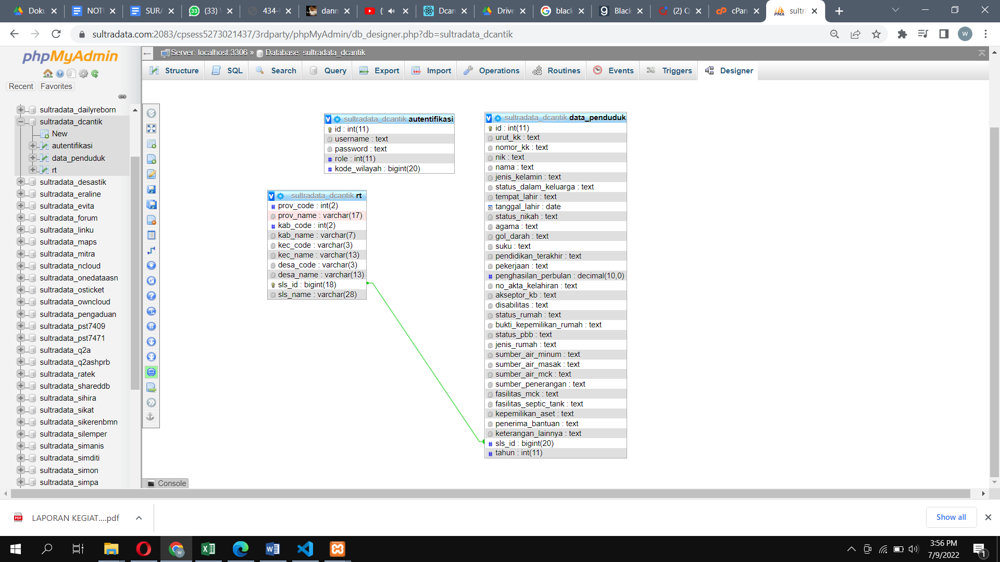 Doku
NOTU
SURA
(33)
434-
danr
Dcan
Drive
black
Black
(2) Q
cPan
sultra
sultradata.com:2083/cpsess5273021437/3rdparty/phpMyAdmin/db_designer.php?db=sultradata_dcantik
W
phpMyAdmin
Server: localhost:3306 » Database: sultradata_dcantik
Structure SQL Search Query Export Import Operations Routines Events Triggers Designer
Recent Favorites
sultradata_dailyreborn
sultradata_dcantik
New
autentifikasi
data_penduduk
rt
sultradata_desastik
sultradata_eraline
sultradata_evita
sultradata_forum
sultradata_linku
sultradata_maps
sultradata_mitra
sultradata_ncloud
sultradata_onedataasn
sultradata_osticket
sultradata_owncloud
sultradata_pengaduan
sultradata_pst7409
sultradata_pst7471
sultradata_q2a
sultradata_q2ashprb
sultradata_ratek
sultradata_shareddb
sultradata_sihira
sultradata_sikat
sultradata_sikerenbmn
sultradata_silemper
sultradata_simanis
sultradata_simditi
sultradata_simon
sultradata_simpa
sultradata_dcantik autentifikasi
id : int(11)
username : text
password : text
role : int(11)
kode_wilayah : bigint(20)
sultradata_dcantik rt
prov_code : int(2)
prov_name : varchar(17)
kab_code : int(2)
kab_name : varchar(7)
kec_code : varchar(3)
kec_name : varchar(13)
desa_code : varchar(3)
desa_name : varchar(13)
sls_id : bigint(18)
sls_name : varchar(28)
sultradata_dcantik data_penduduk
id : int(11)
urut_kk : text
nomor_kk : text
nik : text
nama : text
jenis_kelamin : text
status_dalam_keluarga : text
tempat_lahir : text
tanggal_lahir : date
status_nikah : text
agama : text
gol_darah : text
suku : text
pendidikan_terakhir : text
pekerjaan : text
penghasilan_perbulan : decimal(10,0)
no_akta_kelahiran : text
akseptor_kb : text
disabilitas : text
status_rumah : text
bukti_kepemilikan_rumah : text
status_pbb : text
jenis_rumah : text
sumber_air_minum : text
sumber_air_masak : text
sumber_air_mck : text
sumber_penerangan : text
fasilitas_mck : text
fasilitas_septic_tank : text
kepemilikan_aset : text
penerima_bantuan : text
keterangan_lainnya : text
sls_id : bigint(20)
tahun : int(11)
Console
LAPORAN KEGIAT....pdf
Show all
3:56 PM
7/9/2022
1